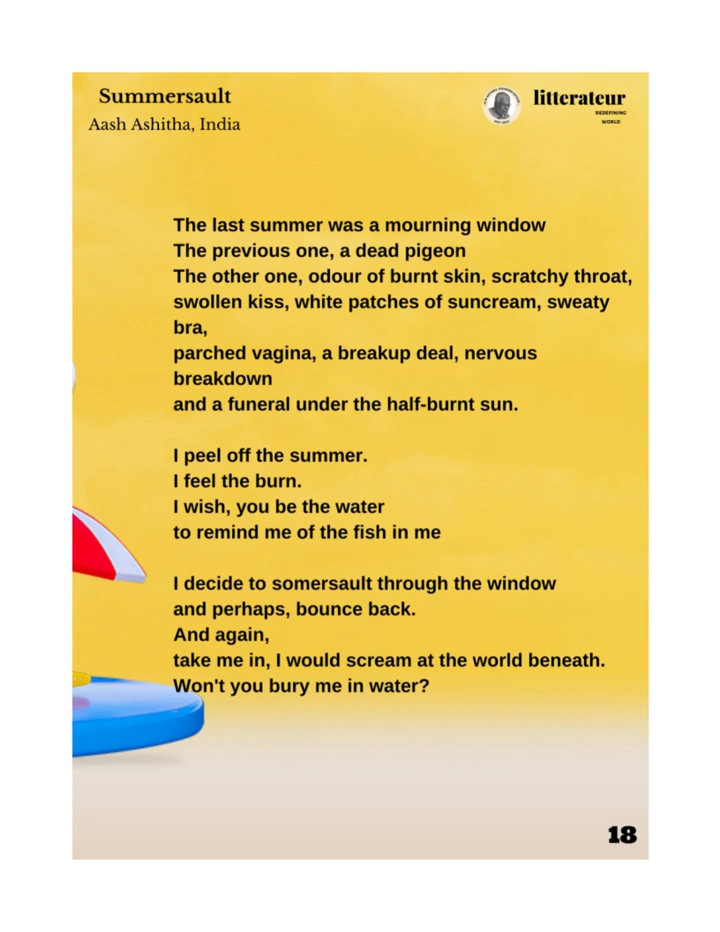 Summersault
Aash Ashitha, India
litterateur
REDEFINING
WORLD
The last summer was a mourning window
The previous one, a dead pigeon
The other one, odour of burnt skin, scratchy throat,
swollen kiss, white patches of suncream, sweaty
bra,
parched vagina, a breakup deal, nervous
breakdown
and a funeral under the half-burnt sun.
I peel off the summer.
I feel the burn.
I wish, you be the water
to remind me of the fish in me
I decide to somersault through the window
and perhaps, bounce back.
And again,
take me in, I would scream at the world beneath.
Won't you bury me in water?
18